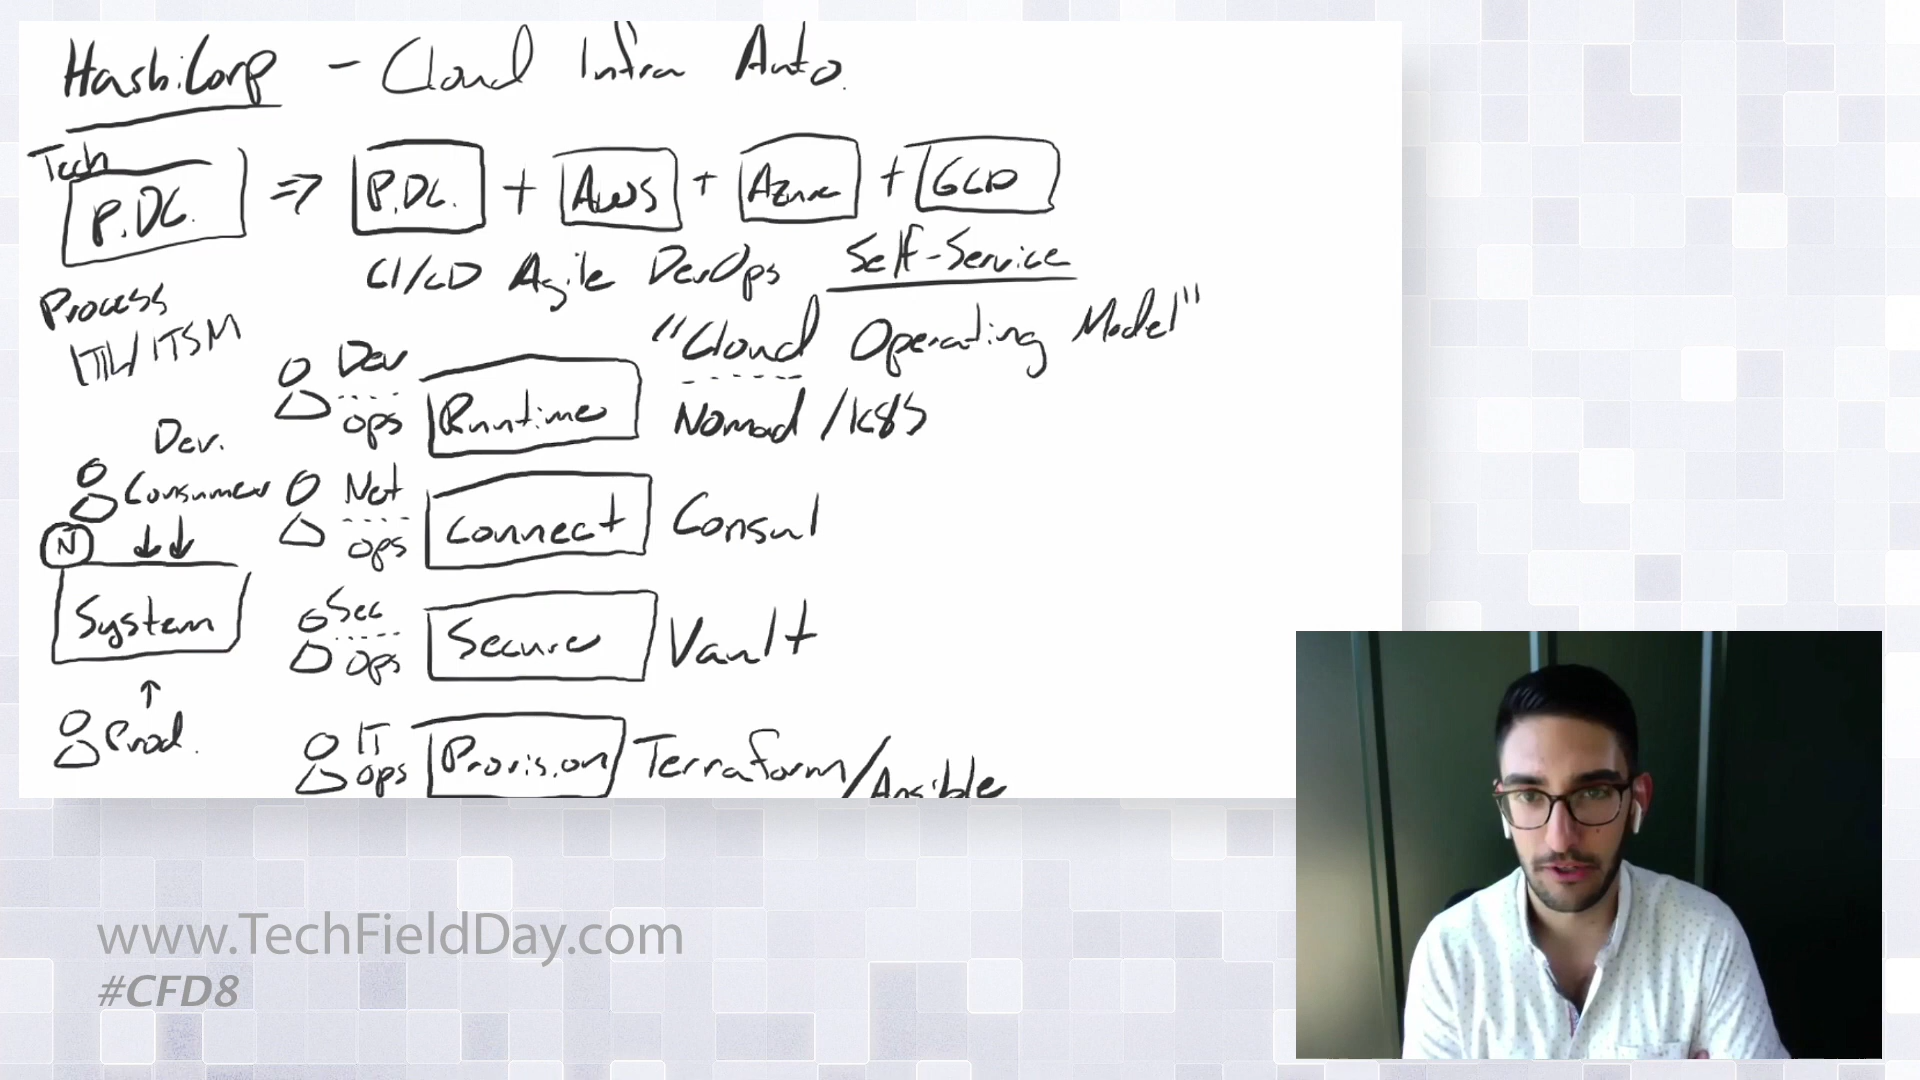 HashiCorp - Cloud Infra Auto.
Tech
P.DC. => P.DC. + AWS + Azure + GCP
CI/CD Agile DevOps Self-Service
Process
ITIL/ITSM
"Cloud Operating Model"
Dev
ops Runtime Nomad/K8S
Dev.
Consumer
Net
ops Connect Consul
N
System
Sec
ops Secure Vault
Prod.
IT
ops Provision Terraform/Ansible
www.TechFieldDay.com
#CFD8